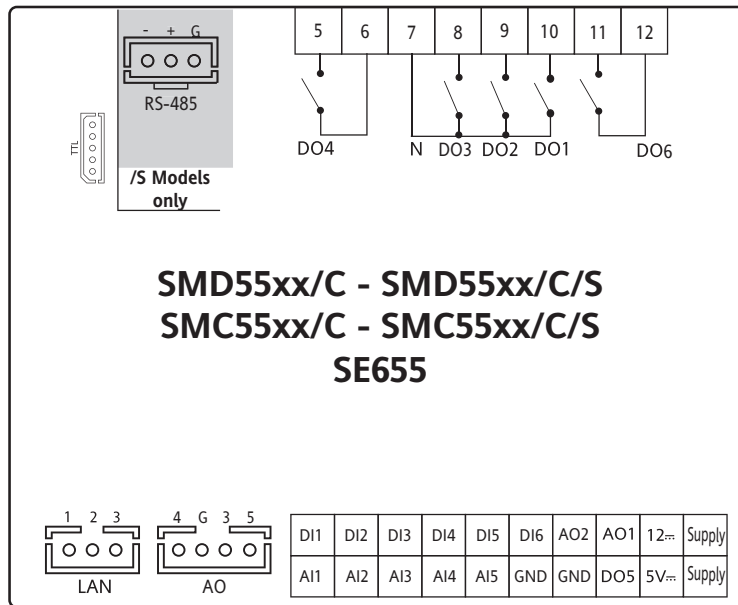 - + G
5 6 7 8 9 10 11 12
RS-485
TTL
DO4 N DO3 DO2 DO1 DO6
/S Models
only
SMD55xx/C - SMD55xx/C/S
SMC55xx/C - SMC55xx/C/S
SE655
1 2 3
4 G 3 5
LAN
AO
DI1 DI2 DI3 DI4 DI5 DI6 AO2 AO1 12⎓ Supply
AI1 AI2 AI3 AI4 AI5 GND GND DO5 5V⎓ Supply